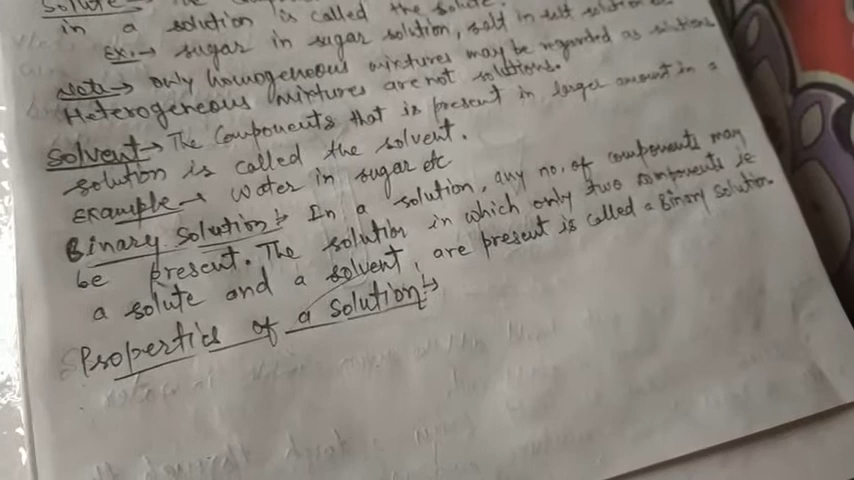 Solute → The
in a solution is called the solute.
Ex:→ sugar in sugar solution, salt in salt solution
Note → only homogeneous mixtures may be regarded as solutions
Heterogeneous mixtures are not solutions.
Solvent → The Components that is present in larger amount in a
solution is called the solvent.
Example → water in sugar etc
Binary Solution :→ In a solution, any no. of components may
be present. The solution in which only two components ie
a solute and a solvent, are present is called a Binary solution.
Properties of a solution :→